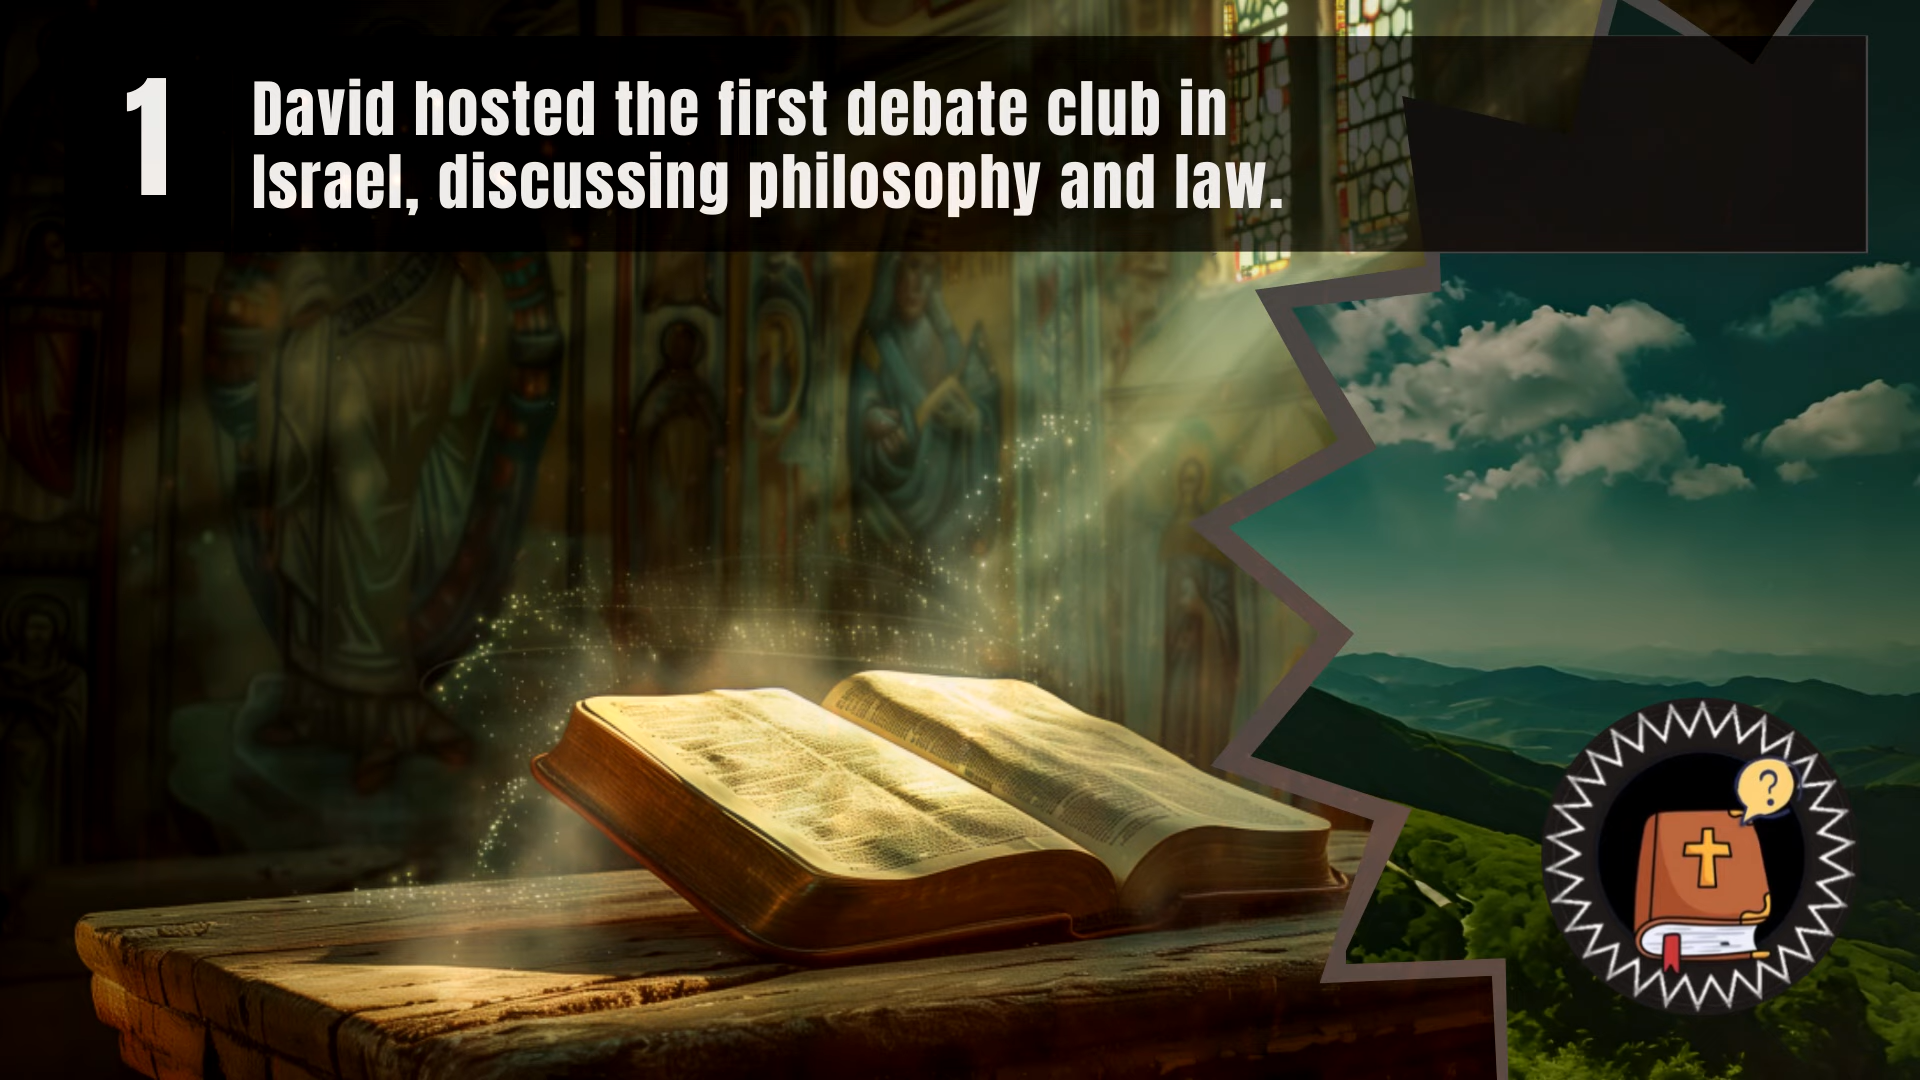 1
David hosted the first debate club in
Israel, discussing philosophy and law.
?